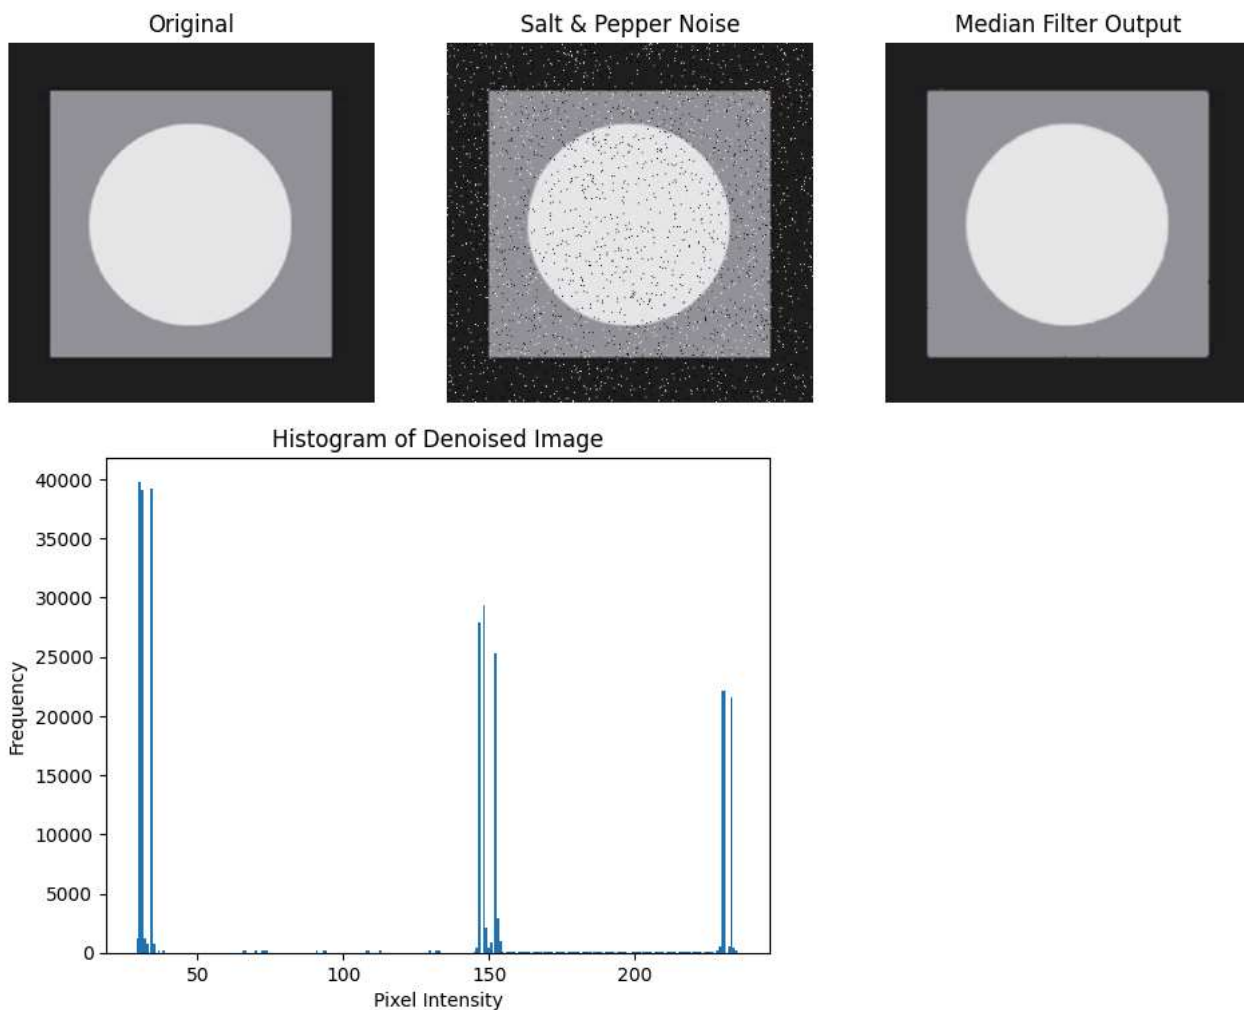 Original
Salt & Pepper Noise
Median Filter Output
Histogram of Denoised Image
40000
35000
30000
25000
20000
15000
10000
5000
0
Frequency
50
100
150
200
Pixel Intensity